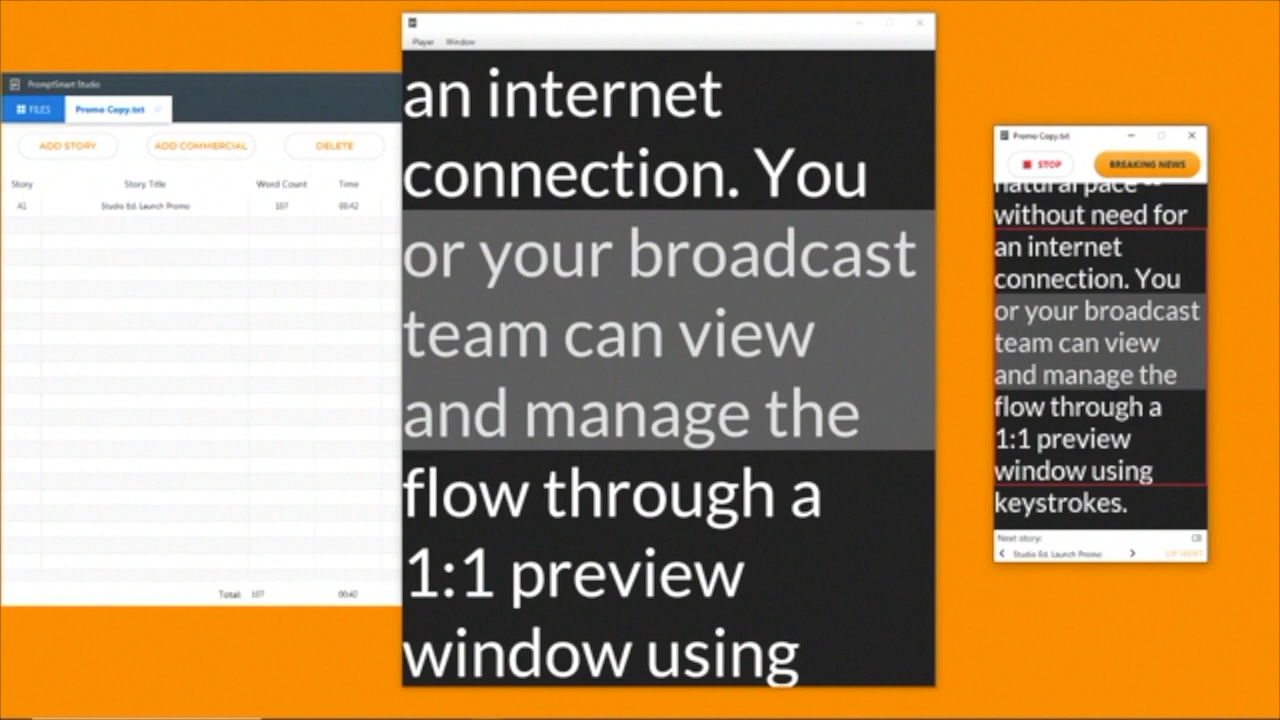 PromptSmart Studio
FILES
Promo Copy.txt
ADD STORY
ADD COMMERCIAL
DELETE
Story
Story Title
Word Count
Time
A1
Studio Ed. Launch Promo
107
00:42
Total:
107
00:42
Player
Window
an internet
connection. You
or your broadcast
team can view
and manage the
flow through a
1:1 preview
window using
Promo Copy.txt
STOP
BREAKING NEWS
natural pace --
without need for
an internet
connection. You
or your broadcast
team can view
and manage the
flow through a
1:1 preview
window using
keystrokes.
Next story:
Studio Ed. Launch Promo
UP NEXT